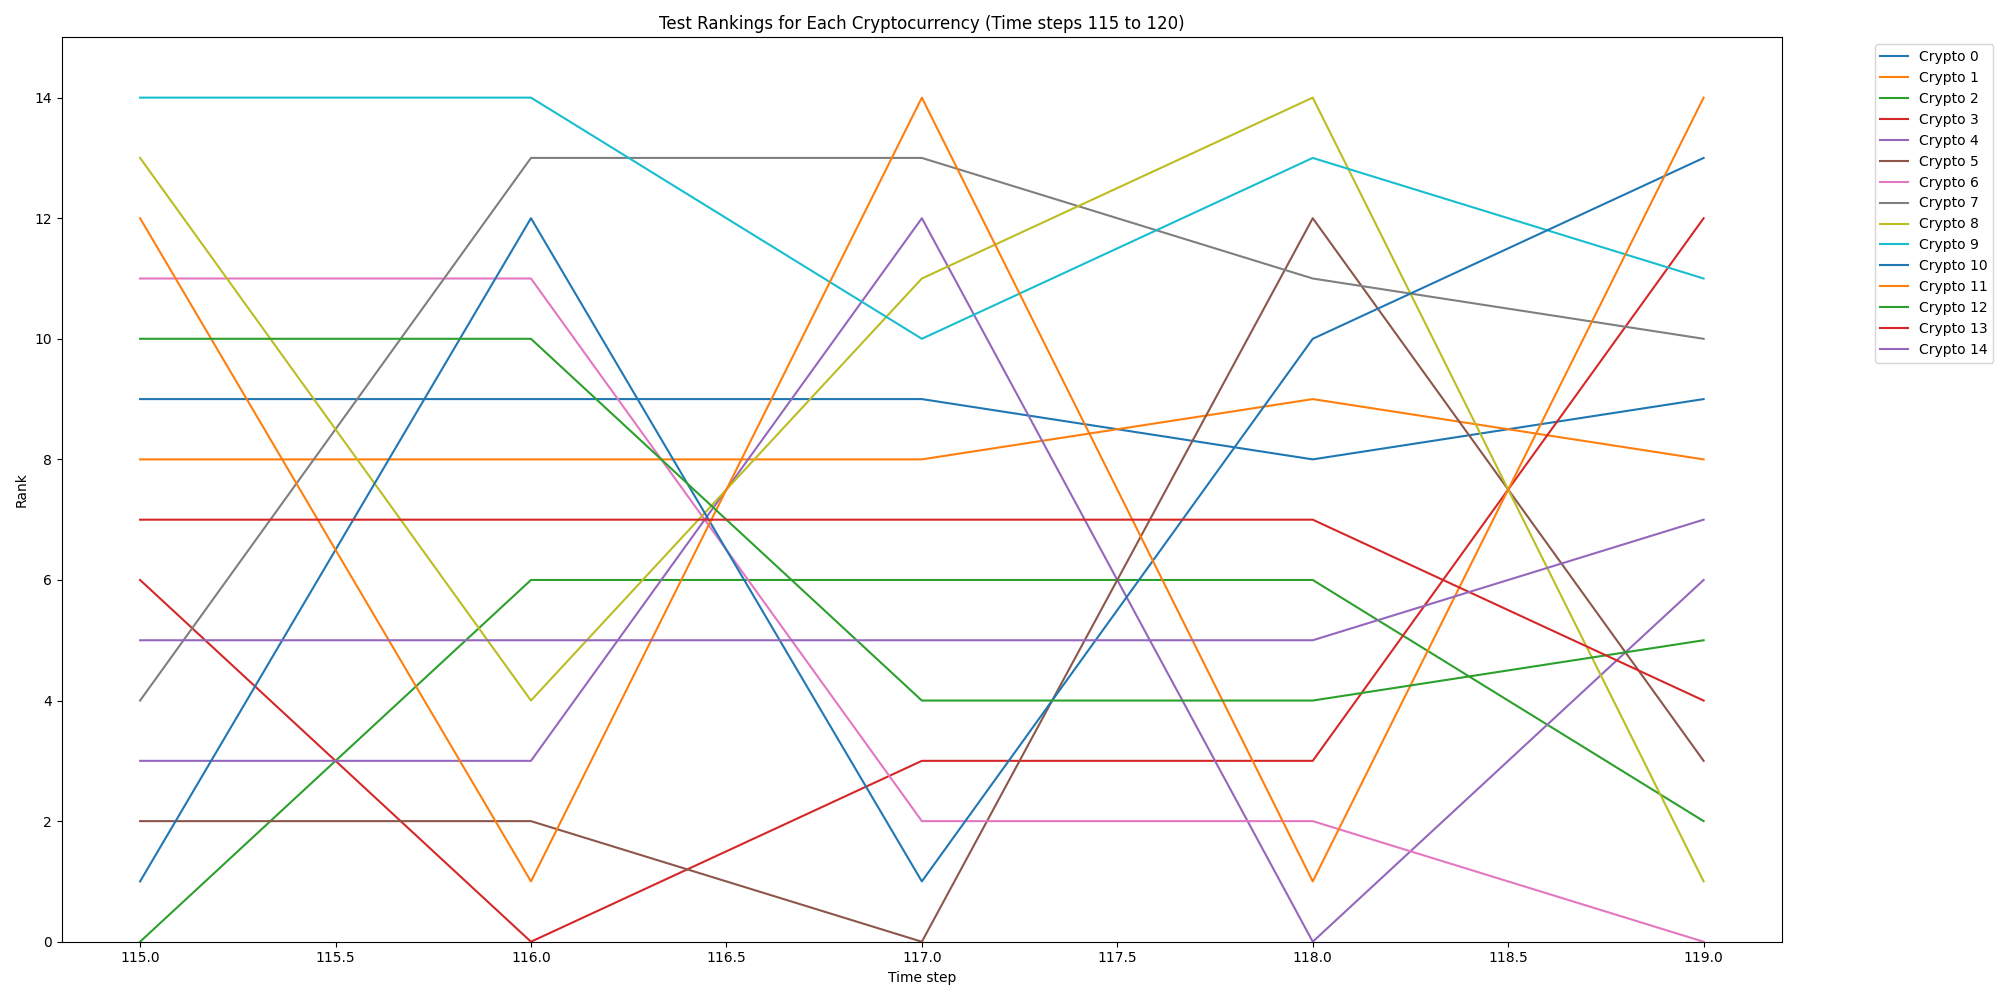 Test Rankings for Each Cryptocurrency (Time steps 115 to 120)
Crypto 0
Crypto 1
Crypto 2
Crypto 3
Crypto 4
Crypto 5
Crypto 6
Crypto 7
Crypto 8
Crypto 9
Crypto 10
Crypto 11
Crypto 12
Crypto 13
Crypto 14
Rank
14
12
10
8
6
4
2
0
115.0 115.5 116.0 116.5 117.0 117.5 118.0 118.5 119.0
Time step